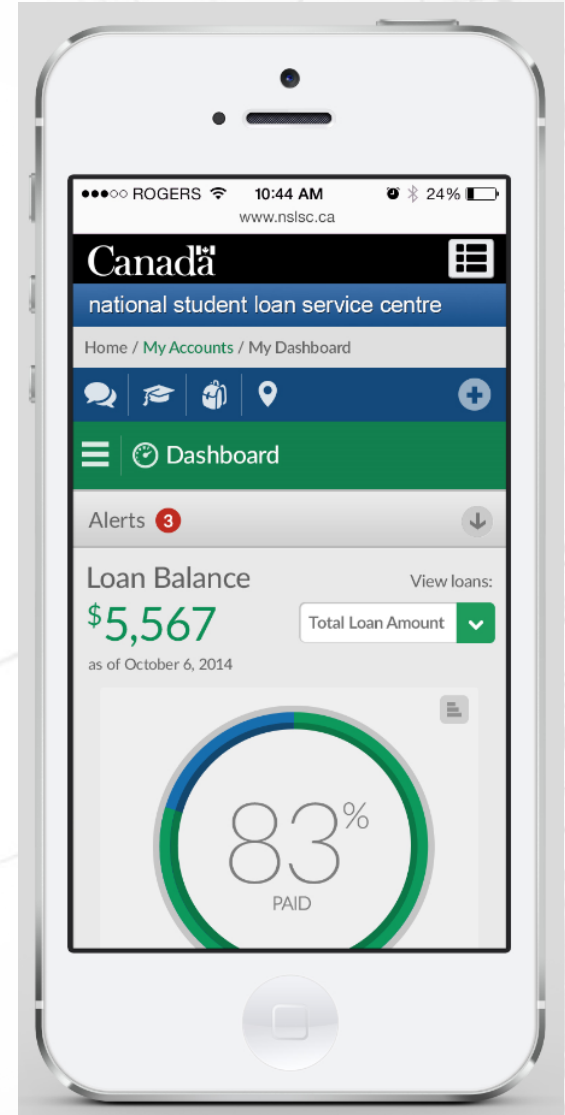 ROGERS 10:44 AM 24%
www.nslsc.ca
Canada
national student loan service centre
Home / My Accounts / My Dashboard
Dashboard
Alerts 3
Loan Balance
View loans:
$5,567
Total Loan Amount
as of October 6, 2014
83%
PAID